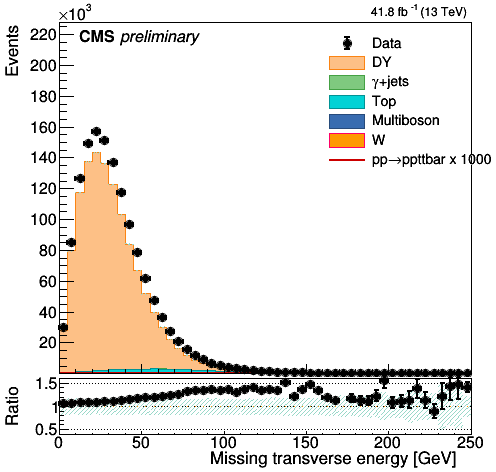 ×10³
41.8 fb⁻¹ (13 TeV)
CMS preliminary
Events
220
200
180
160
140
120
100
80
60
40
20
Data
DY
γ+jets
Top
Multiboson
W
pp→ppttbar x 1000
Ratio
1.5
1
0.5
0 50 100 150 200 250
Missing transverse energy [GeV]